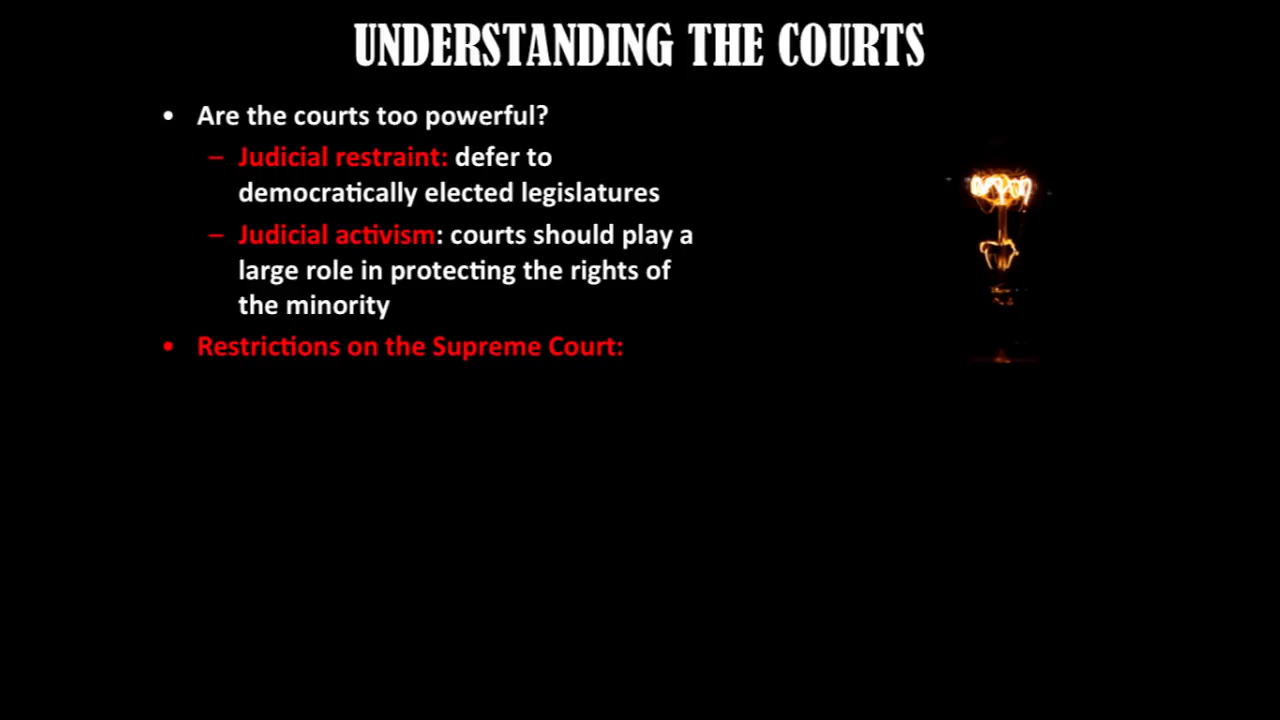 UNDERSTANDING THE COURTS
• Are the courts too powerful?
– Judicial restraint: defer to
democratically elected legislatures
– Judicial activism: courts should play a
large role in protecting the rights of
the minority
• Restrictions on the Supreme Court: